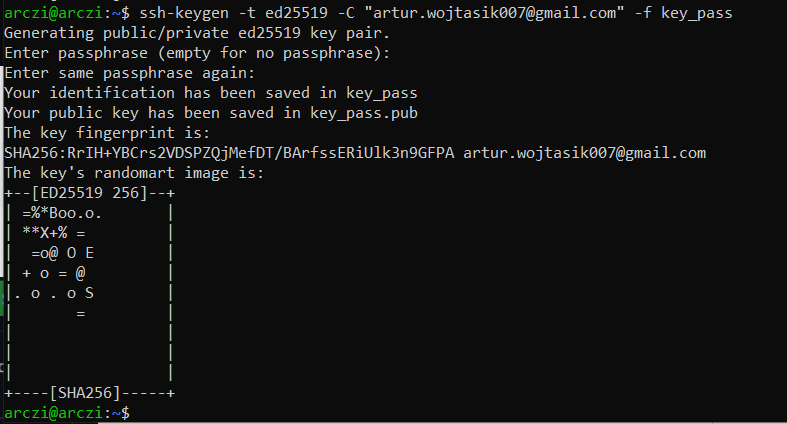 arczi@arczi:~$ ssh-keygen -t ed25519 -C "artur.wojtasik007@gmail.com" -f key_pass
Generating public/private ed25519 key pair.
Enter passphrase (empty for no passphrase):
Enter same passphrase again:
Your identification has been saved in key_pass
Your public key has been saved in key_pass.pub
The key fingerprint is:
SHA256:RrIH+YBCrs2VDSPZQjMefDT/BArfssERiUlk3n9GFPA artur.wojtasik007@gmail.com
The key's randomart image is:
+--[ED25519 256]--+
| =%*Boo.o.       |
| **X+% =         |
|  =o@ O E        |
| + o = @         |
|. o . o S        |
|       =         |
|                 |
|                 |
|                 |
+----[SHA256]-----+
arczi@arczi:~$